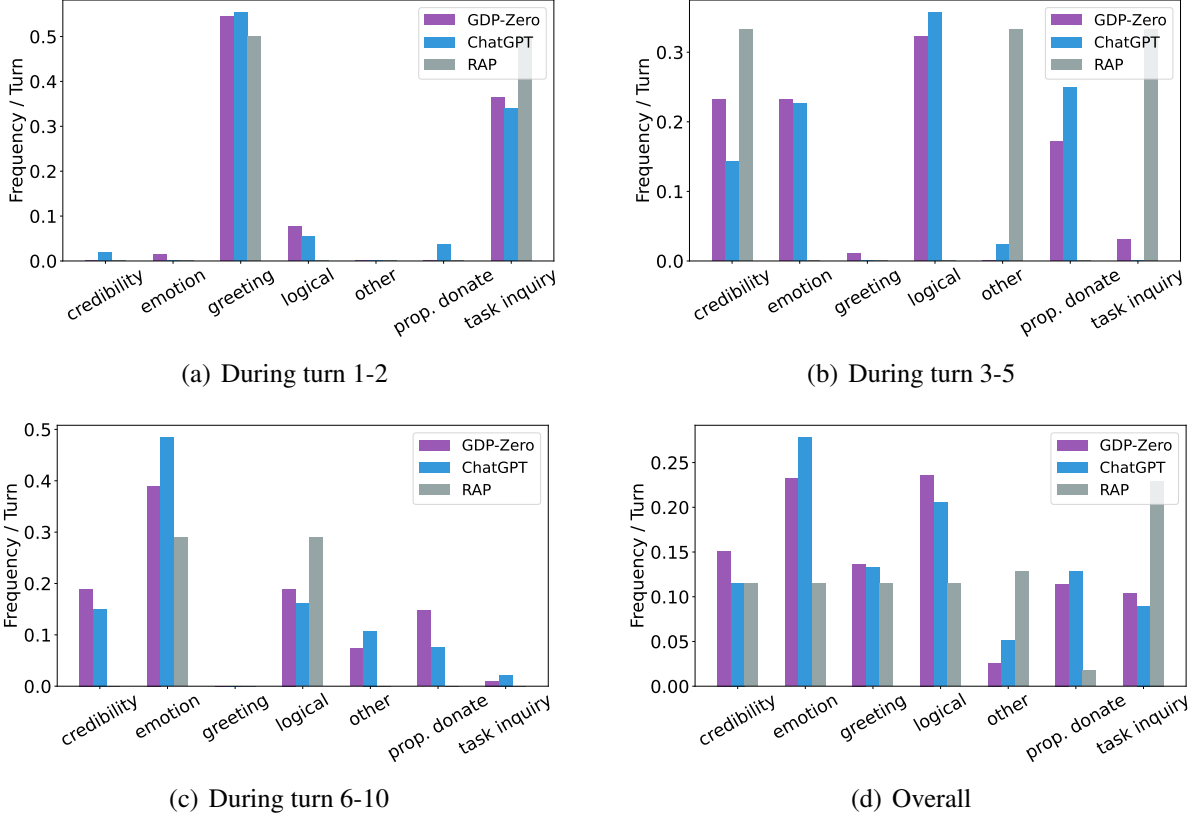 GDP-Zero
ChatGPT
RAP
Frequency / Turn
0.5
0.4
0.3
0.2
0.1
0.0
credibility
emotion
greeting
logical
other
prop. donate
task inquiry
(a) During turn 1-2
GDP-Zero
ChatGPT
RAP
Frequency / Turn
0.3
0.2
0.1
0.0
credibility
emotion
greeting
logical
other
prop. donate
task inquiry
(b) During turn 3-5
GDP-Zero
ChatGPT
RAP
Frequency / Turn
0.5
0.4
0.3
0.2
0.1
0.0
credibility
emotion
greeting
logical
other
prop. donate
task inquiry
(c) During turn 6-10
GDP-Zero
ChatGPT
RAP
Frequency / Turn
0.25
0.20
0.15
0.10
0.05
0.00
credibility
emotion
greeting
logical
other
prop. donate
task inquiry
(d) Overall